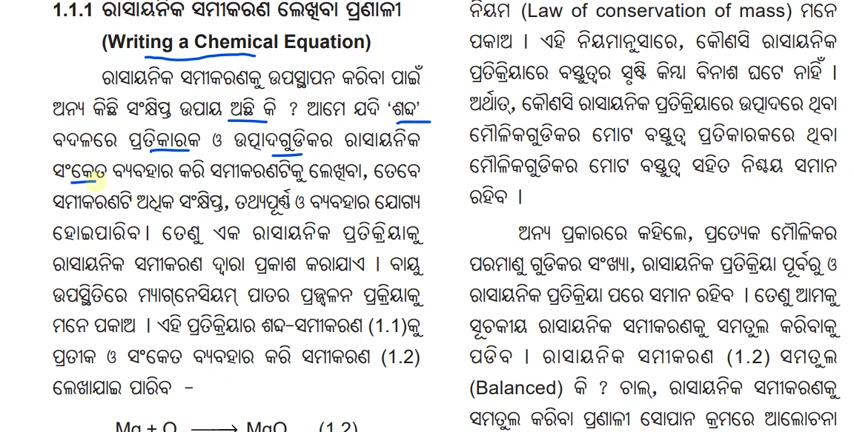 1.1.1 ରାସାୟନିକ ସମୀକରଣ ଲେଖିବା ପ୍ରଣାଳୀ
(Writing a Chemical Equation)
ରାସାୟନିକ ସମୀକରଣକୁ ଉପସ୍ଥାପନ କରିବା ପାଇଁ
ଅନ୍ୟ କିଛି ସଂକ୍ଷିପ୍ତ ଉପାୟ ଅଛି କି ? ଆମେ ଯଦି ‘ଶବ୍ଦ’
ବଦଳରେ ପ୍ରତିକାରକ ଓ ଉତ୍ପାଦଗୁଡିକର ରାସାୟନିକ
ସଂକେତ ବ୍ୟବହାର କରି ସମୀକରଣଟିକୁ ଲେଖିବା, ତେବେ
ସମୀକରଣଟି ଅଧିକ ସଂକ୍ଷିପ୍ତ, ତଥ୍ୟପୂର୍ଣ୍ଣ ଓ ବ୍ୟବହାର ଯୋଗ୍ୟ
ହୋଇପାରିବ। ତେଣୁ ଏକ ରାସାୟନିକ ପ୍ରତିକ୍ରିୟାକୁ
ରାସାୟନିକ ସମୀକରଣ ଦ୍ୱାରା ପ୍ରକାଶ କରାଯାଏ । ବାୟୁ
ଉପସ୍ଥିତିରେ ମ୍ୟାଗ୍ନେସିୟମ୍ ପାତର ପ୍ରଜ୍ଜ୍ୱଳନ ପ୍ରକ୍ରିୟାକୁ
ମନେ ପକାଅ । ଏହି ପ୍ରତିକ୍ରିୟାର ଶବ୍ଦ-ସମୀକରଣ (1.1)କୁ
ପ୍ରତୀକ ଓ ସଂକେତ ବ୍ୟବହାର କରି ସମୀକରଣ (1.2)
ଲେଖାଯାଇ ପାରିବ –
Mg + O₂ ⟶ MgO (1.2)
ନିୟମ (Law of conservation of mass) ମନେ
ପକାଅ । ଏହି ନିୟମାନୁସାରେ, କୌଣସି ରାସାୟନିକ
ପ୍ରତିକ୍ରିୟାରେ ବସ୍ତୁତ୍ୱର ସୃଷ୍ଟି କିମ୍ବା ବିନାଶ ଘଟେ ନାହିଁ ।
ଅର୍ଥାତ୍, କୌଣସି ରାସାୟନିକ ପ୍ରତିକ୍ରିୟାରେ ଉତ୍ପାଦରେ ଥିବା
ମୌଳିକଗୁଡିକର ମୋଟ ବସ୍ତୁତ୍ୱ ପ୍ରତିକାରକରେ ଥିବା
ମୌଳିକଗୁଡିକର ମୋଟ ବସ୍ତୁତ୍ୱ ସହିତ ନିଶ୍ଚୟ ସମାନ
ରହିବ ।
ଅନ୍ୟ ପ୍ରକାରରେ କହିଲେ, ପ୍ରତ୍ୟେକ ମୌଳିକର
ପରମାଣୁ ଗୁଡିକର ସଂଖ୍ୟା, ରାସାୟନିକ ପ୍ରତିକ୍ରିୟା ପୂର୍ବରୁ ଓ
ରାସାୟନିକ ପ୍ରତିକ୍ରିୟା ପରେ ସମାନ ରହିବ । ତେଣୁ ଆମକୁ
ସୂଚକୀୟ ରାସାୟନିକ ସମୀକରଣକୁ ସମତୁଲ କରିବାକୁ
ପଡିବ । ରାସାୟନିକ ସମୀକରଣ (1.2) ସମତୁଲ
(Balanced) କି ? ଚାଲ, ରାସାୟନିକ ସମୀକରଣକୁ
ସମତୁଲ କରିବା ପ୍ରଣାଳୀ ସୋପାନ କ୍ରମରେ ଆଲୋଚନା